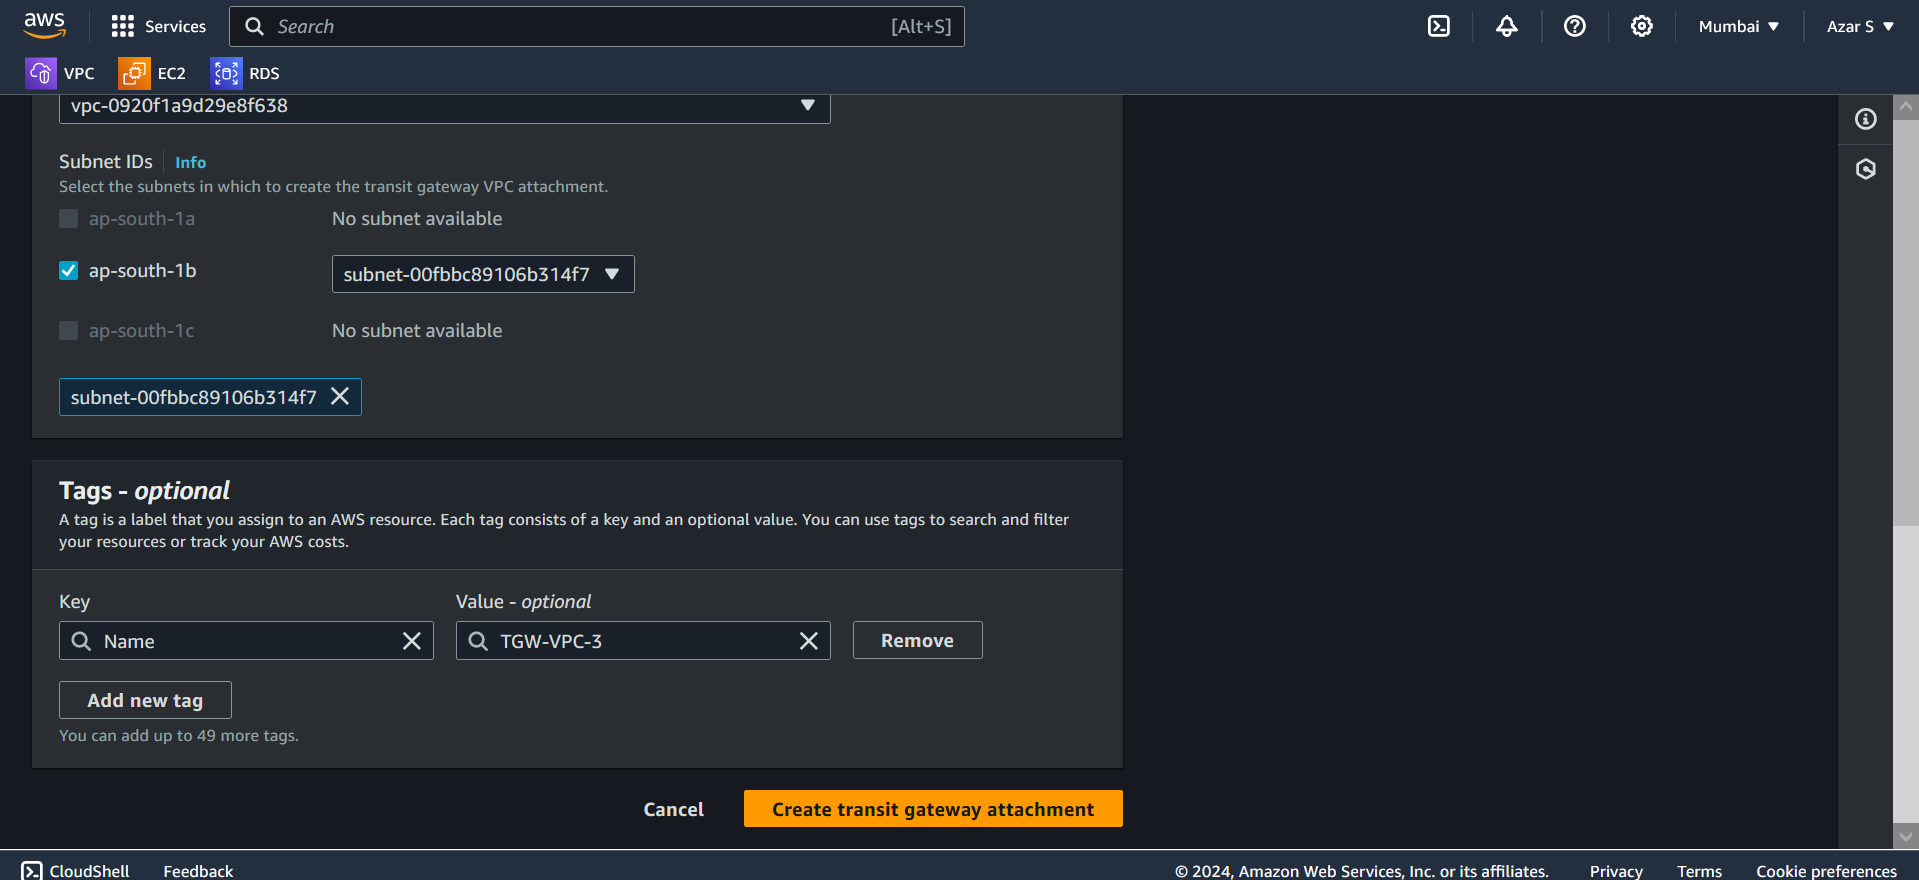 aws
Services
Search
[Alt+S]
Mumbai
Azar S
VPC
EC2
RDS
vpc-0920f1a9d29e8f638
Subnet IDs
Info
Select the subnets in which to create the transit gateway VPC attachment.
ap-south-1a
No subnet available
ap-south-1b
subnet-00fbbc89106b314f7
ap-south-1c
No subnet available
subnet-00fbbc89106b314f7
Tags - optional
A tag is a label that you assign to an AWS resource. Each tag consists of a key and an optional value. You can use tags to search and filter
your resources or track your AWS costs.
Key
Value - optional
Name
TGW-VPC-3
Remove
Add new tag
You can add up to 49 more tags.
Cancel
Create transit gateway attachment
CloudShell
Feedback
© 2024, Amazon Web Services, Inc. or its affiliates.
Privacy
Terms
Cookie preferences